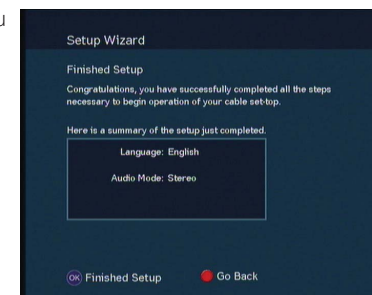 u
Setup Wizard
Finished Setup
Congratulations, you have successfully completed all the steps
necessary to begin operation of your cable set-top.
Here is a summary of the setup just completed.
Language: English
Audio Mode: Stereo
OK Finished Setup Go Back